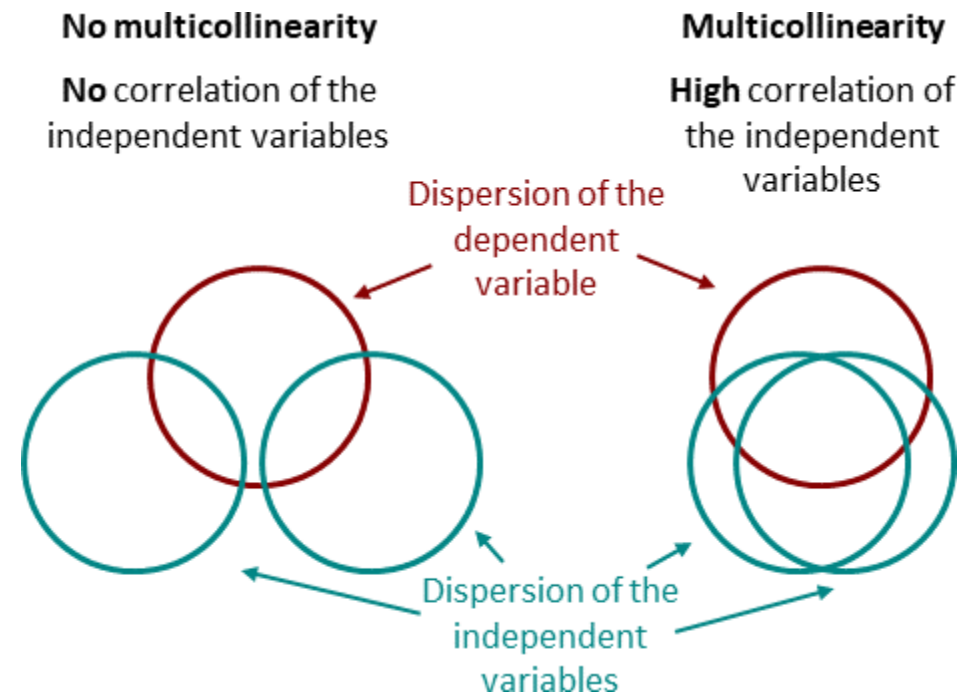 No multicollinearity
No correlation of the
independent variables
Multicollinearity
High correlation of
the independent
variables
Dispersion of the
dependent
variable
Dispersion of the
independent
variables